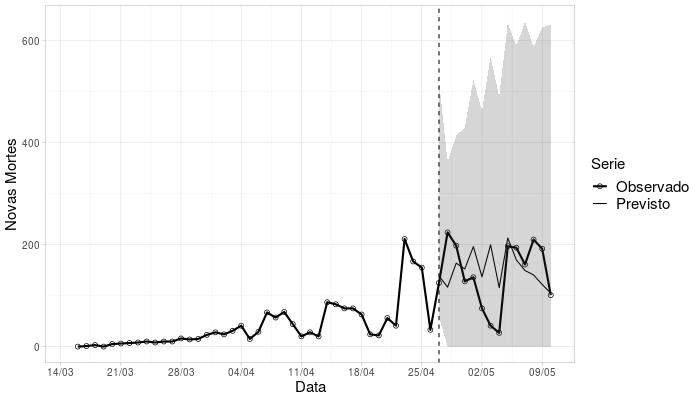 600
400
200
0
Novas Mortes
14/03 21/03 28/03 04/04 11/04 18/04 25/04 02/05 09/05
Data
Serie
Observado
Previsto